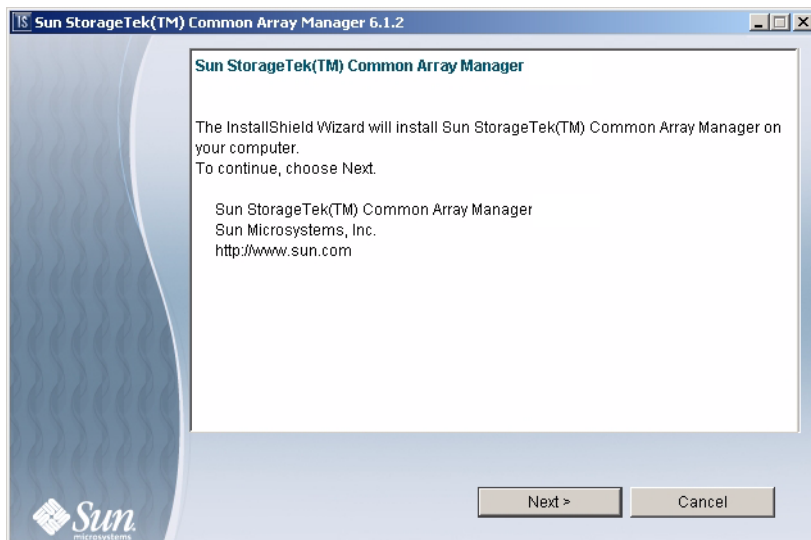 Sun StorageTek(TM) Common Array Manager 6.1.2
Sun StorageTek(TM) Common Array Manager
The InstallShield Wizard will install Sun StorageTek(TM) Common Array Manager on
your computer.
To continue, choose Next.
Sun StorageTek(TM) Common Array Manager
Sun Microsystems, Inc.
http://www.sun.com
Next >
Cancel
Sun
microsystems